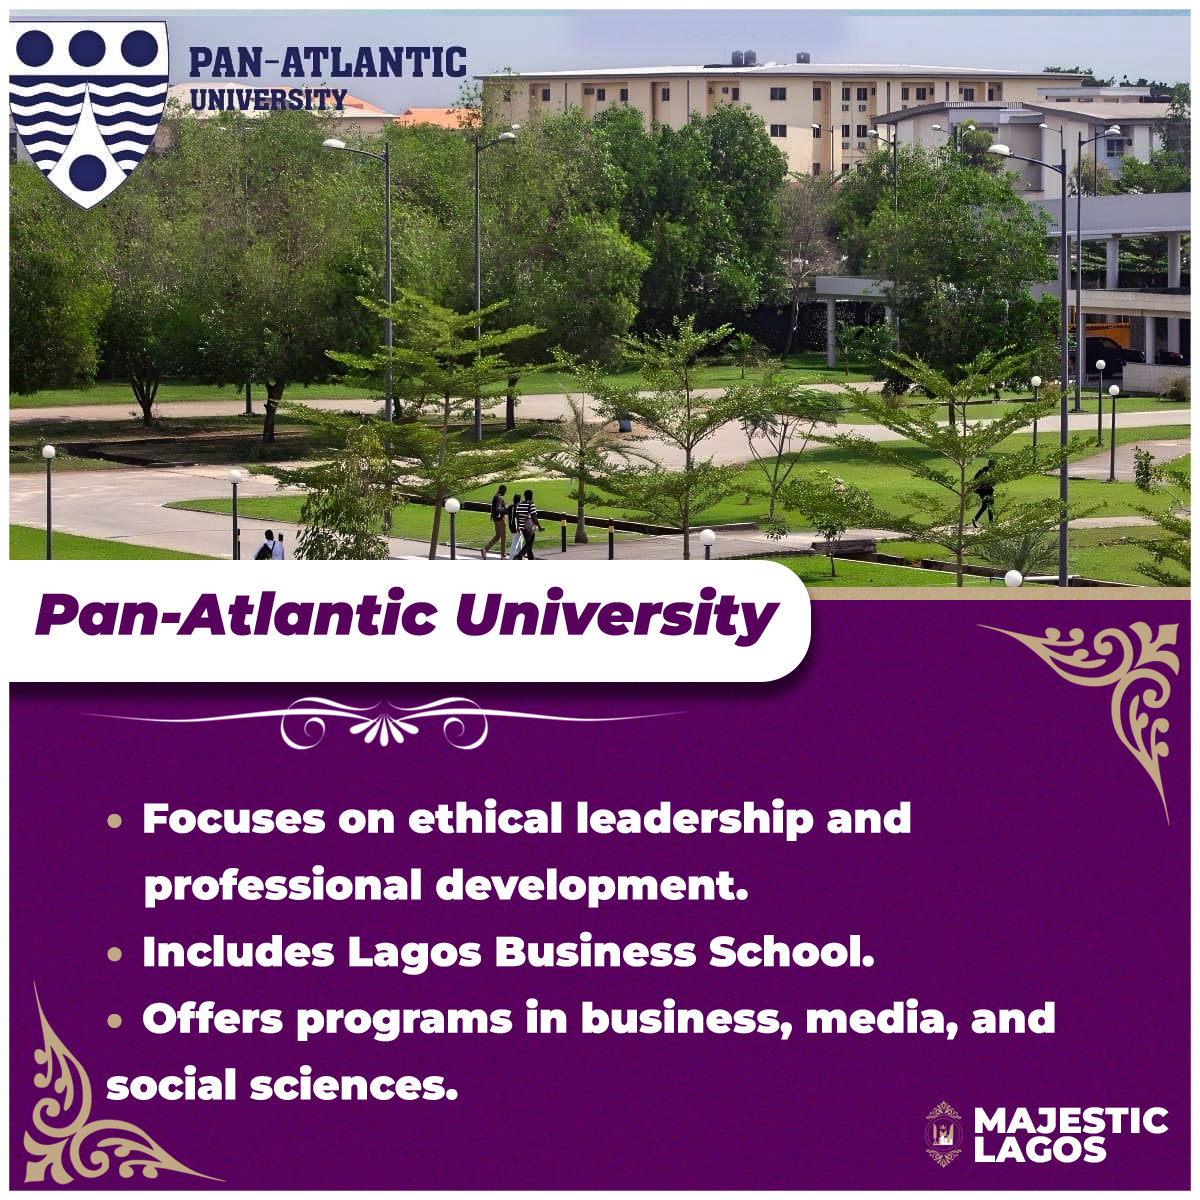 PAN-ATLANTIC
UNIVERSITY
Pan-Atlantic University
• Focuses on ethical leadership and
professional development.
• Includes Lagos Business School.
• Offers programs in business, media, and
social sciences.
MAJESTIC
LAGOS